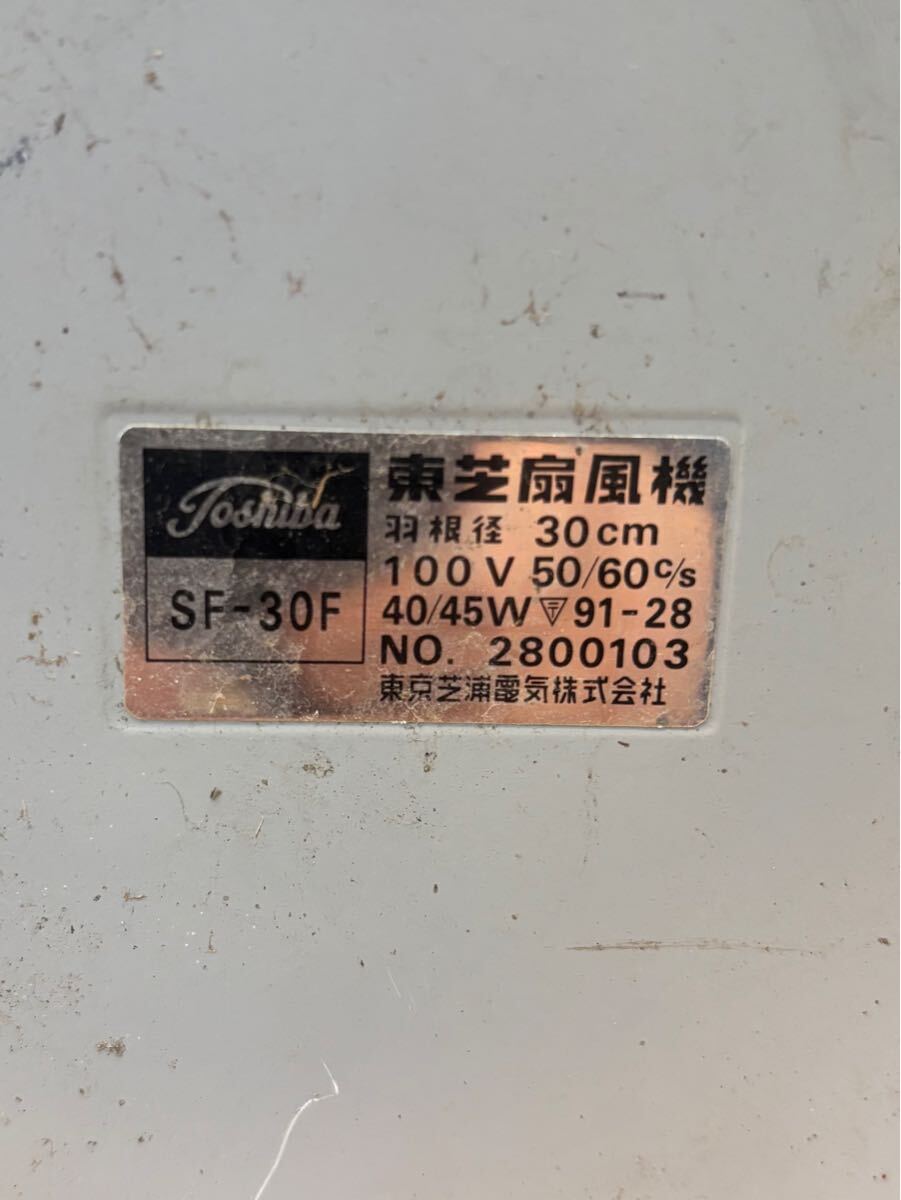 Toshiba
SF-30F
東芝扇風機
羽根径 30cm
100V 50/60c/s
40/45W 〒 91-28
NO. 2800103
東京芝浦電気株式会社